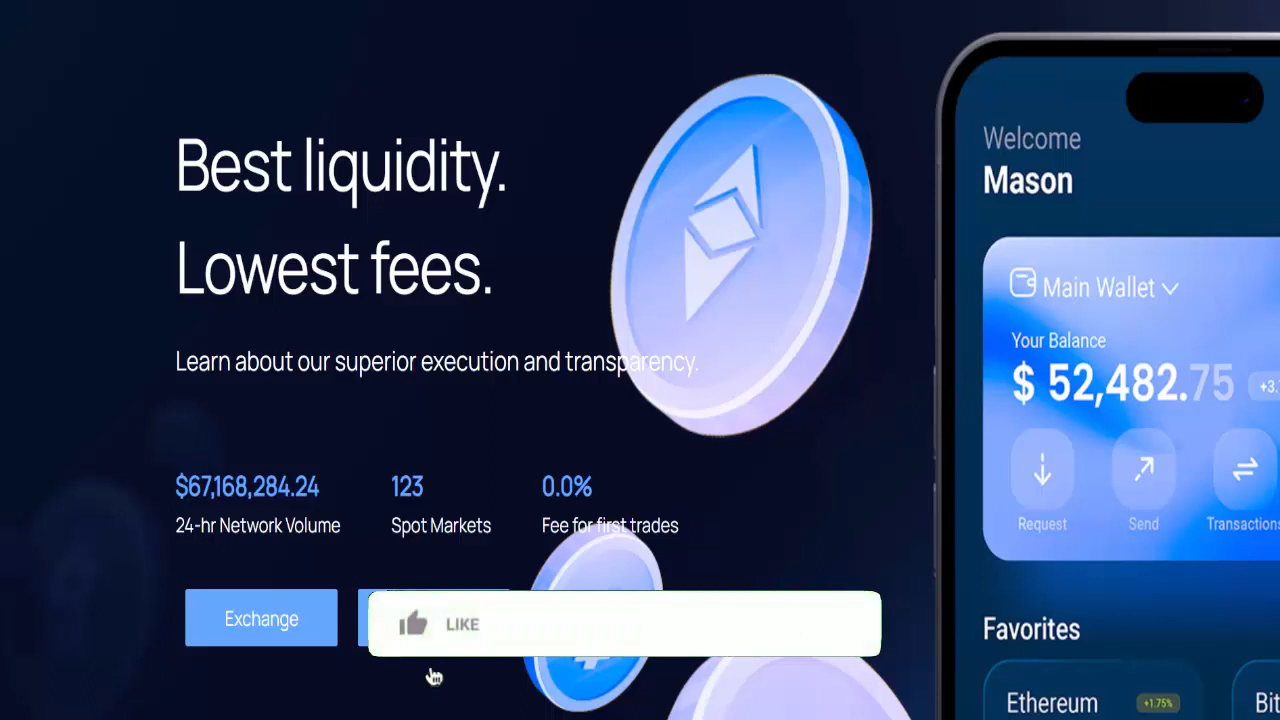 Best liquidity.
Lowest fees.
Learn about our superior execution and transparency.
$67,168,284.24
24-hr Network Volume
123
Spot Markets
0.0%
Fee for first trades
Exchange
LIKE
Welcome
Mason
Main Wallet
Your Balance
$ 52,482.75
+3.
Request
Send
Transactions
Favorites
Ethereum
+1.75%
Bit